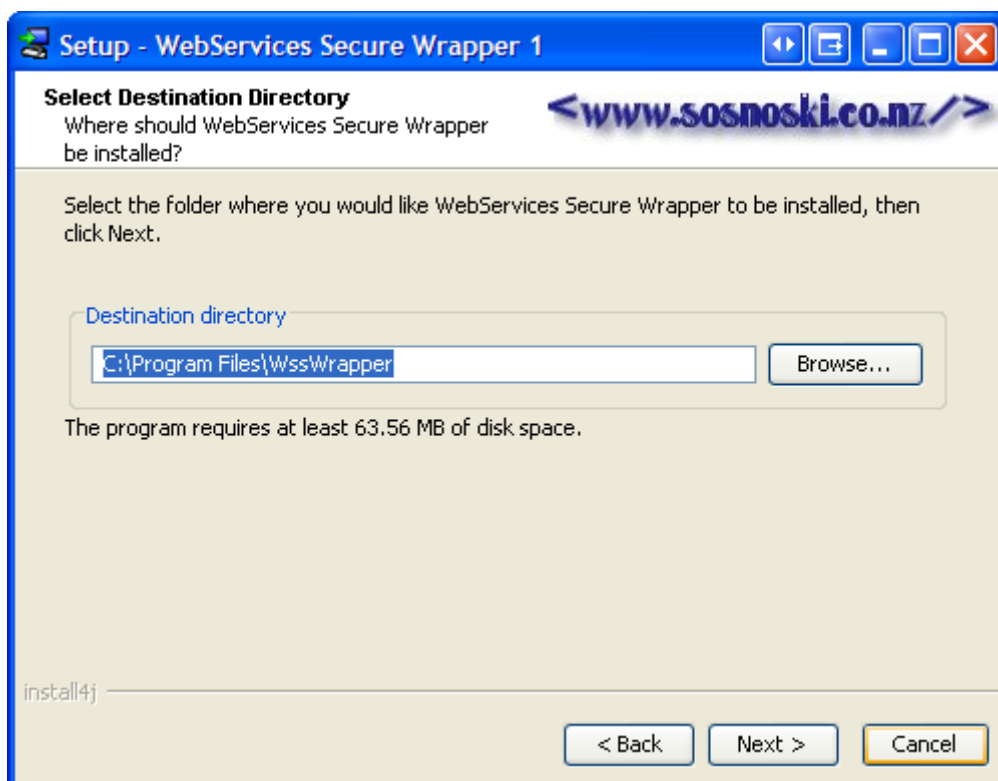 Setup - WebServices Secure Wrapper 1
Select Destination Directory
Where should WebServices Secure Wrapper
be installed?
<www.sosnoski.co.nz/>
Select the folder where you would like WebServices Secure Wrapper to be installed, then
click Next.
Destination directory
C:\Program Files\WssWrapper
Browse...
The program requires at least 63.56 MB of disk space.
install4j
< Back
Next >
Cancel